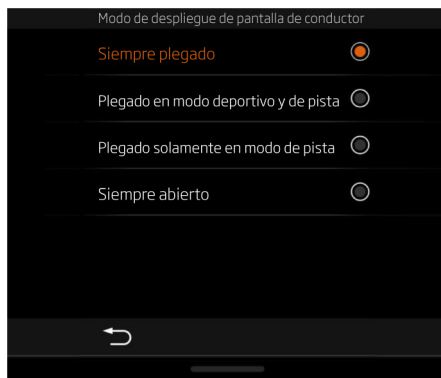 Modo de despliegue de pantalla de conductor
Siempre plegado
Plegado en modo deportivo y de pista
Plegado solamente en modo de pista
Siempre abierto